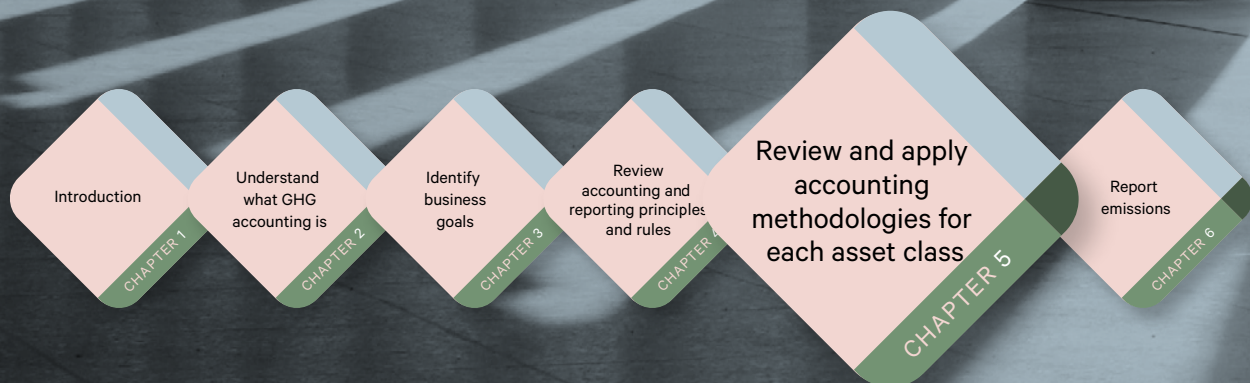 Introduction
CHAPTER 1
Understand
what GHG
accounting is
CHAPTER 2
Identify
business
goals
CHAPTER 3
Review
accounting and
reporting principles
and rules
CHAPTER 4
Review and apply
accounting
methodologies for
each asset class
CHAPTER 5
Report
emissions
CHAPTER 6